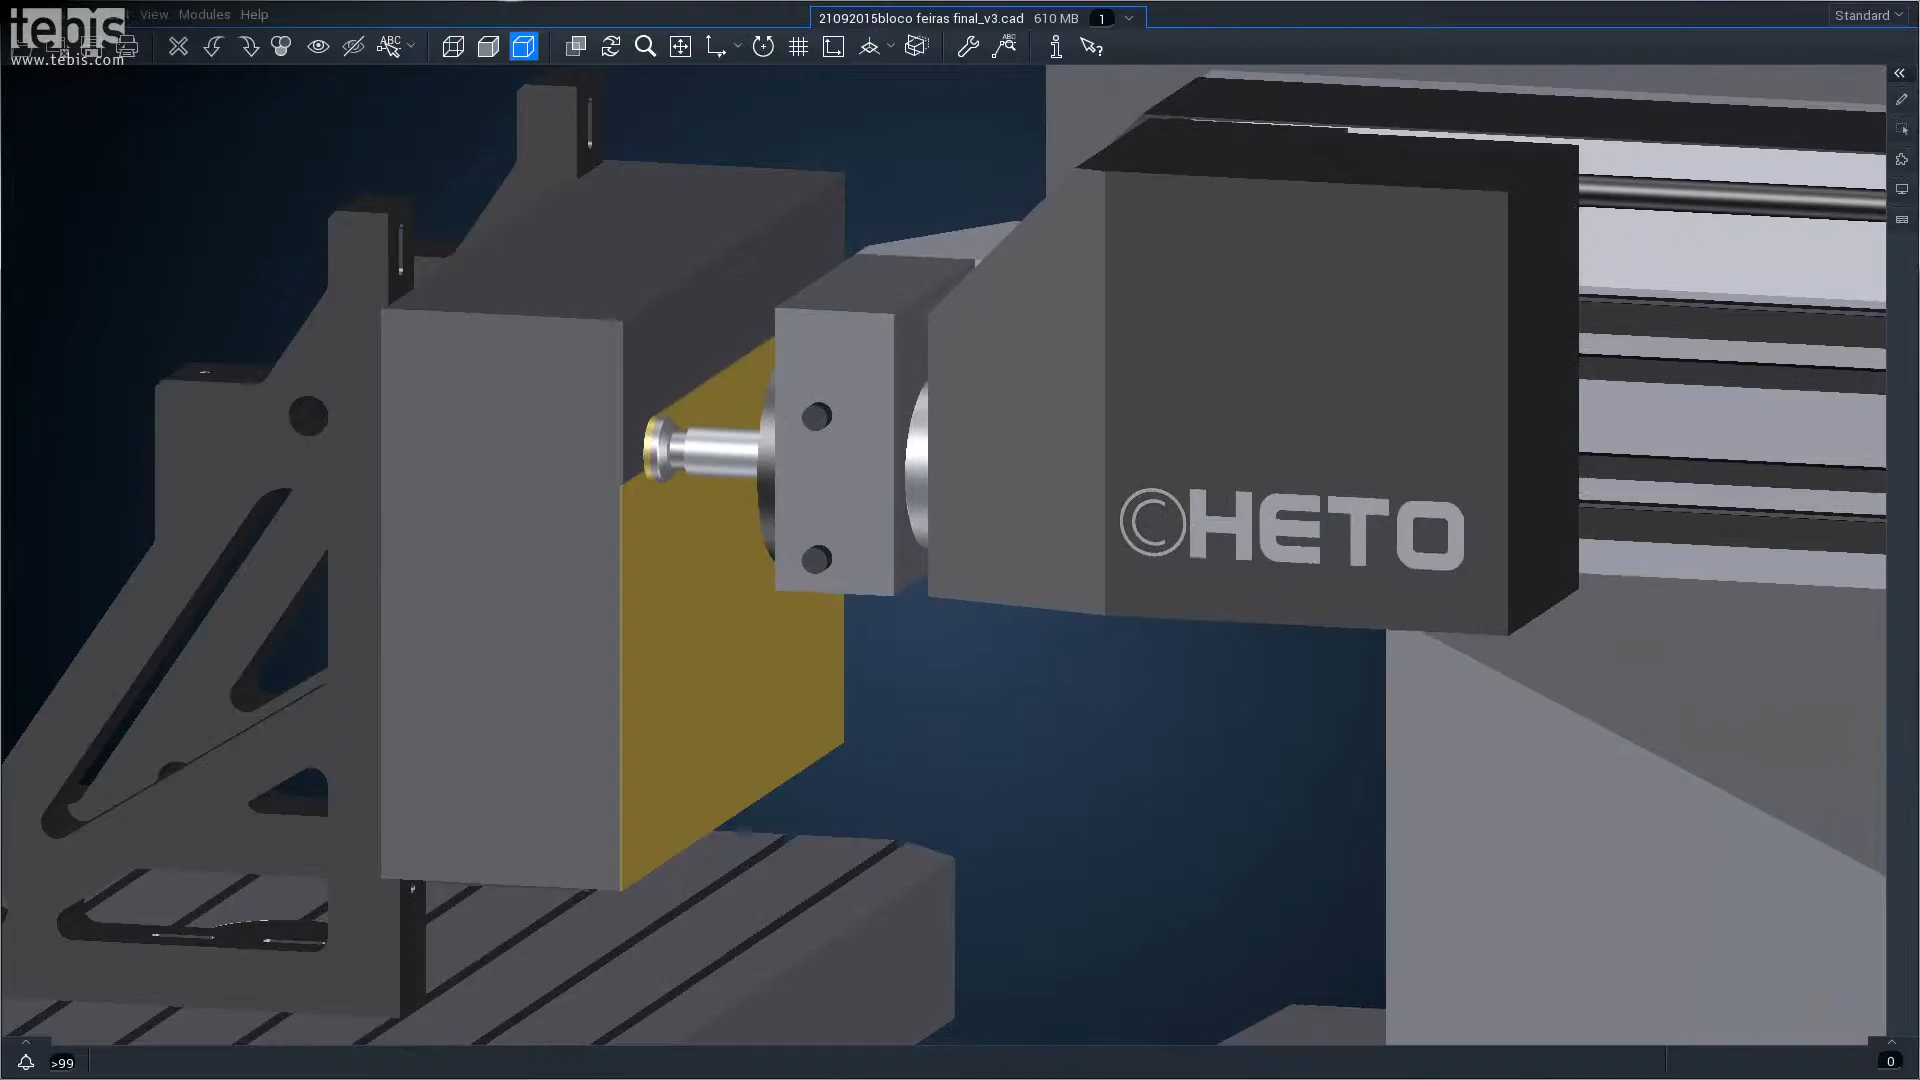 tebis
View Modules Help
www.tebis.com
21092015bloco feiras final_v3.cad 610 MB 1
Standard
ABC
ABC
©HETO
>99
0